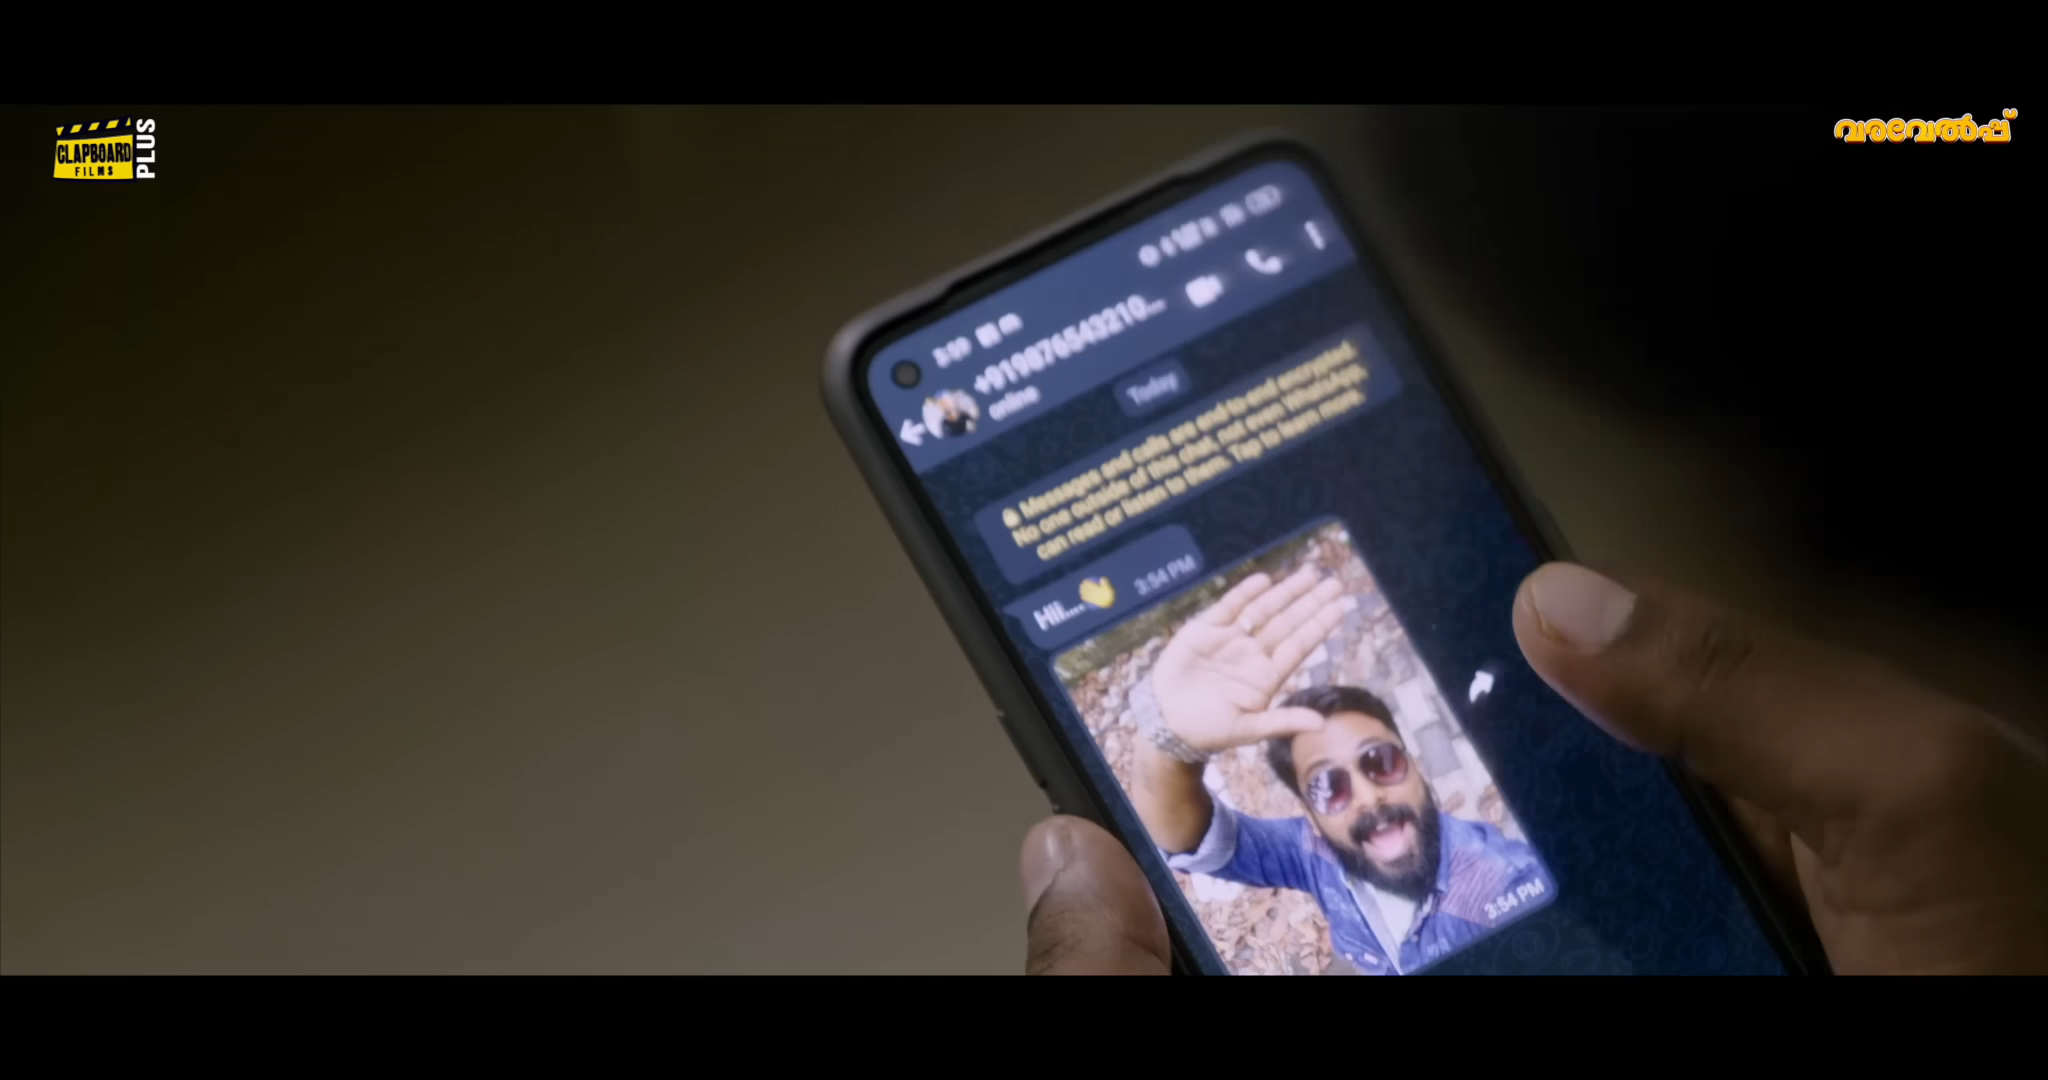 CLAPBOARD
FILMS
PLUS
വരവേൽപ്പ്
+919876543210...
online
Today
Messages and calls are end-to-end encrypted.
No one outside of this chat, not even WhatsApp,
can read or listen to them. Tap to learn more.
HII.... 👋 3:54 PM
3:54 PM